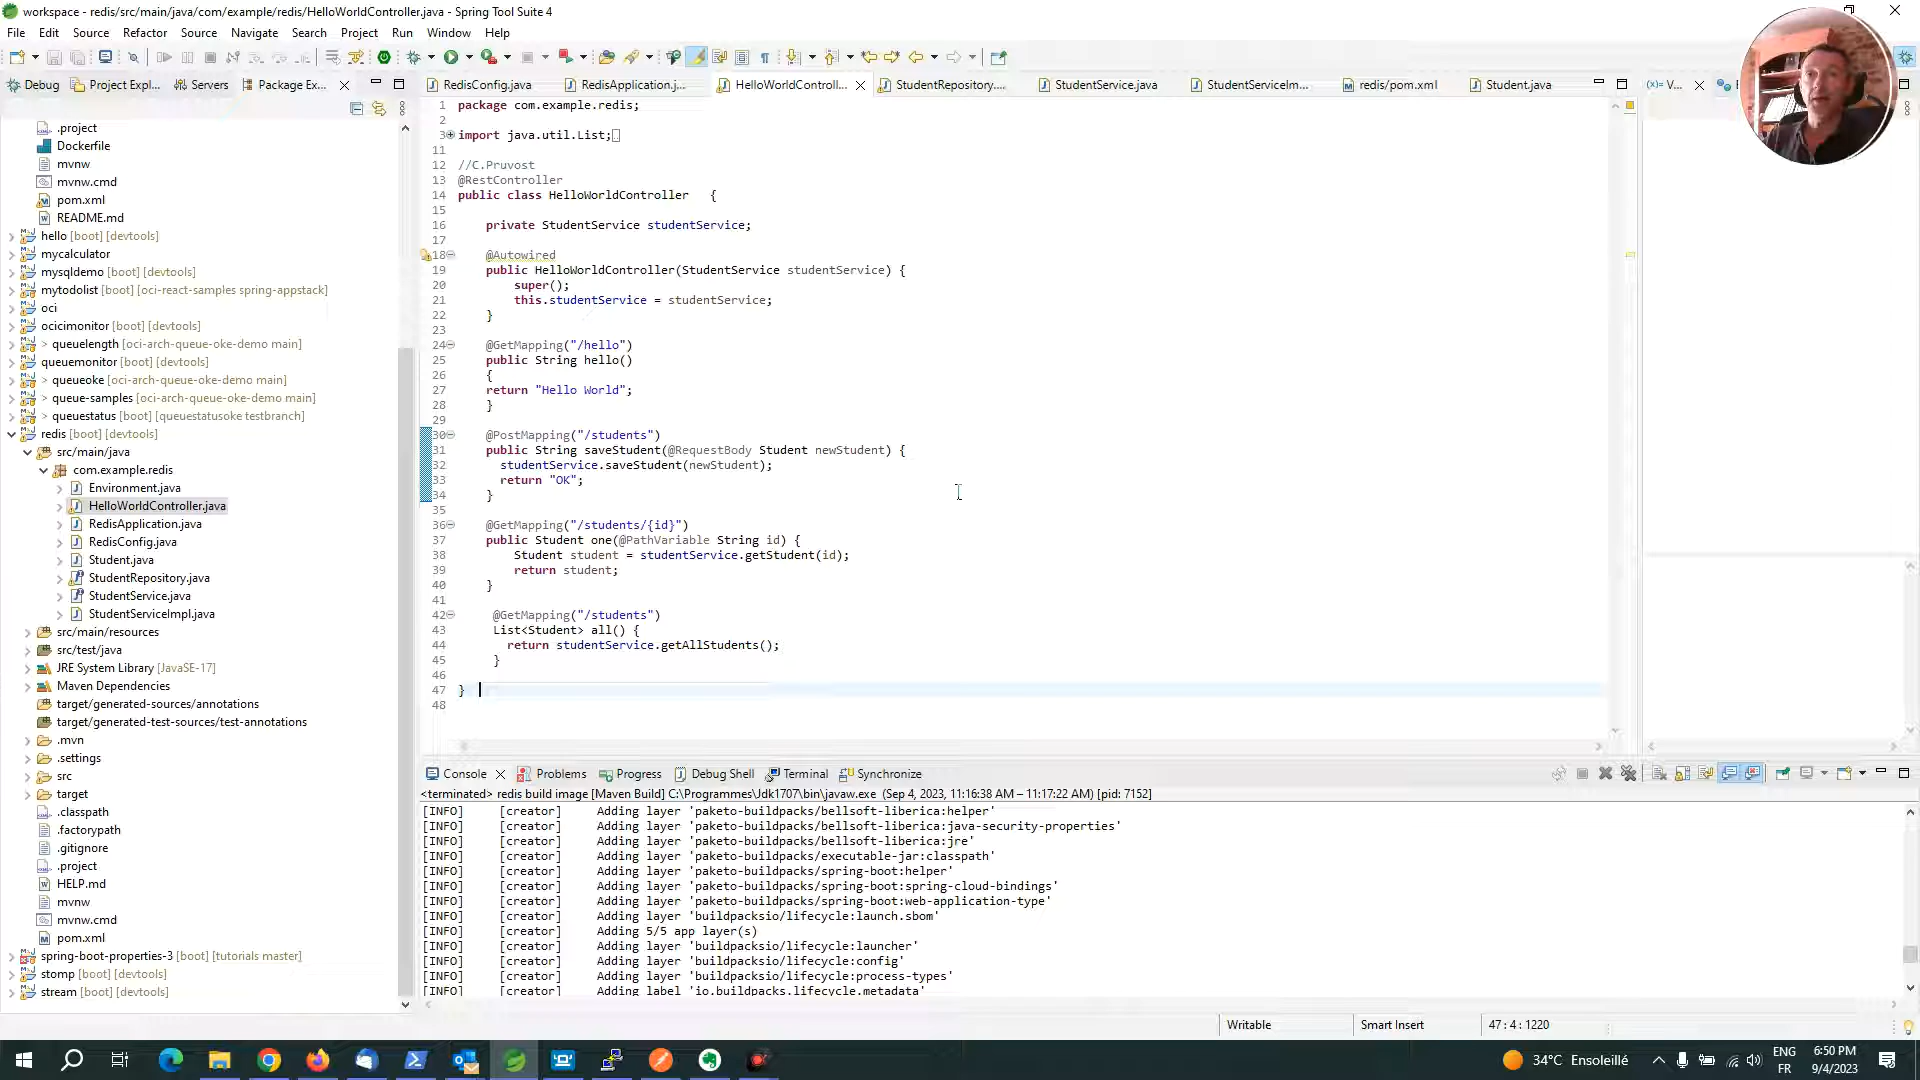 workspace - redis/src/main/java/com/example/redis/HelloWorldController.java - Spring Tool Suite 4
File Edit Source Refactor Source Navigate Search Project Run Window Help
Debug Project Expl... Servers Package Ex...
RedisConfig.java RedisApplication.j... HelloWorldControll... StudentRepository.... StudentService.java StudentServiceIm... redis/pom.xml Student.java (x)= V...
.project
Dockerfile
mvnw
mvnw.cmd
pom.xml
README.md
hello [boot] [devtools]
mycalculator
mysqldemo [boot] [devtools]
mytodolist [boot] [oci-react-samples spring-appstack]
oci
ocicimonitor [boot] [devtools]
> queuelength [oci-arch-queue-oke-demo main]
queuemonitor [boot] [devtools]
> queueoke [oci-arch-queue-oke-demo main]
> queue-samples [oci-arch-queue-oke-demo main]
> queuestatus [boot] [queuestatusoke testbranch]
redis [boot] [devtools]
src/main/java
com.example.redis
Environment.java
HelloWorldController.java
RedisApplication.java
RedisConfig.java
Student.java
StudentRepository.java
StudentService.java
StudentServiceImpl.java
src/main/resources
src/test/java
JRE System Library [JavaSE-17]
Maven Dependencies
target/generated-sources/annotations
target/generated-test-sources/test-annotations
.mvn
.settings
src
target
.classpath
.factorypath
.gitignore
.project
HELP.md
mvnw
mvnw.cmd
pom.xml
spring-boot-properties-3 [boot] [tutorials master]
stomp [boot] [devtools]
stream [boot] [devtools]
1 package com.example.redis;
2
3 import java.util.List;
11
12 //C.Pruvost
13 @RestController
14 public class HelloWorldController {
15
16 private StudentService studentService;
17
18 @Autowired
19 public HelloWorldController(StudentService studentService) {
20 super();
21 this.studentService = studentService;
22 }
23
24 @GetMapping("/hello")
25 public String hello()
26 {
27 return "Hello World";
28 }
29
30 @PostMapping("/students")
31 public String saveStudent(@RequestBody Student newStudent) {
32 studentService.saveStudent(newStudent);
33 return "OK";
34 }
35
36 @GetMapping("/students/{id}")
37 public Student one(@PathVariable String id) {
38 Student student = studentService.getStudent(id);
39 return student;
40 }
41
42 @GetMapping("/students")
43 List<Student> all() {
44 return studentService.getAllStudents();
45 }
46
47 }
48
Console Problems Progress Debug Shell Terminal Synchronize
<terminated> redis build image [Maven Build] C:\Programmes\Jdk1707\bin\javaw.exe (Sep 4, 2023, 11:16:38 AM – 11:17:22 AM) [pid: 7152]
[INFO] [creator] Adding layer 'paketo-buildpacks/bellsoft-liberica:helper'
[INFO] [creator] Adding layer 'paketo-buildpacks/bellsoft-liberica:java-security-properties'
[INFO] [creator] Adding layer 'paketo-buildpacks/bellsoft-liberica:jre'
[INFO] [creator] Adding layer 'paketo-buildpacks/executable-jar:classpath'
[INFO] [creator] Adding layer 'paketo-buildpacks/spring-boot:helper'
[INFO] [creator] Adding layer 'paketo-buildpacks/spring-boot:spring-cloud-bindings'
[INFO] [creator] Adding layer 'paketo-buildpacks/spring-boot:web-application-type'
[INFO] [creator] Adding layer 'buildpacksio/lifecycle:launch.sbom'
[INFO] [creator] Adding 5/5 app layer(s)
[INFO] [creator] Adding layer 'buildpacksio/lifecycle:launcher'
[INFO] [creator] Adding layer 'buildpacksio/lifecycle:config'
[INFO] [creator] Adding layer 'buildpacksio/lifecycle:process-types'
[INFO] [creator] Adding label 'io.buildpacks.lifecycle.metadata'
Writable Smart Insert 47 : 4 : 1220
34°C Ensoleillé
ENG
FR
6:50 PM
9/4/2023